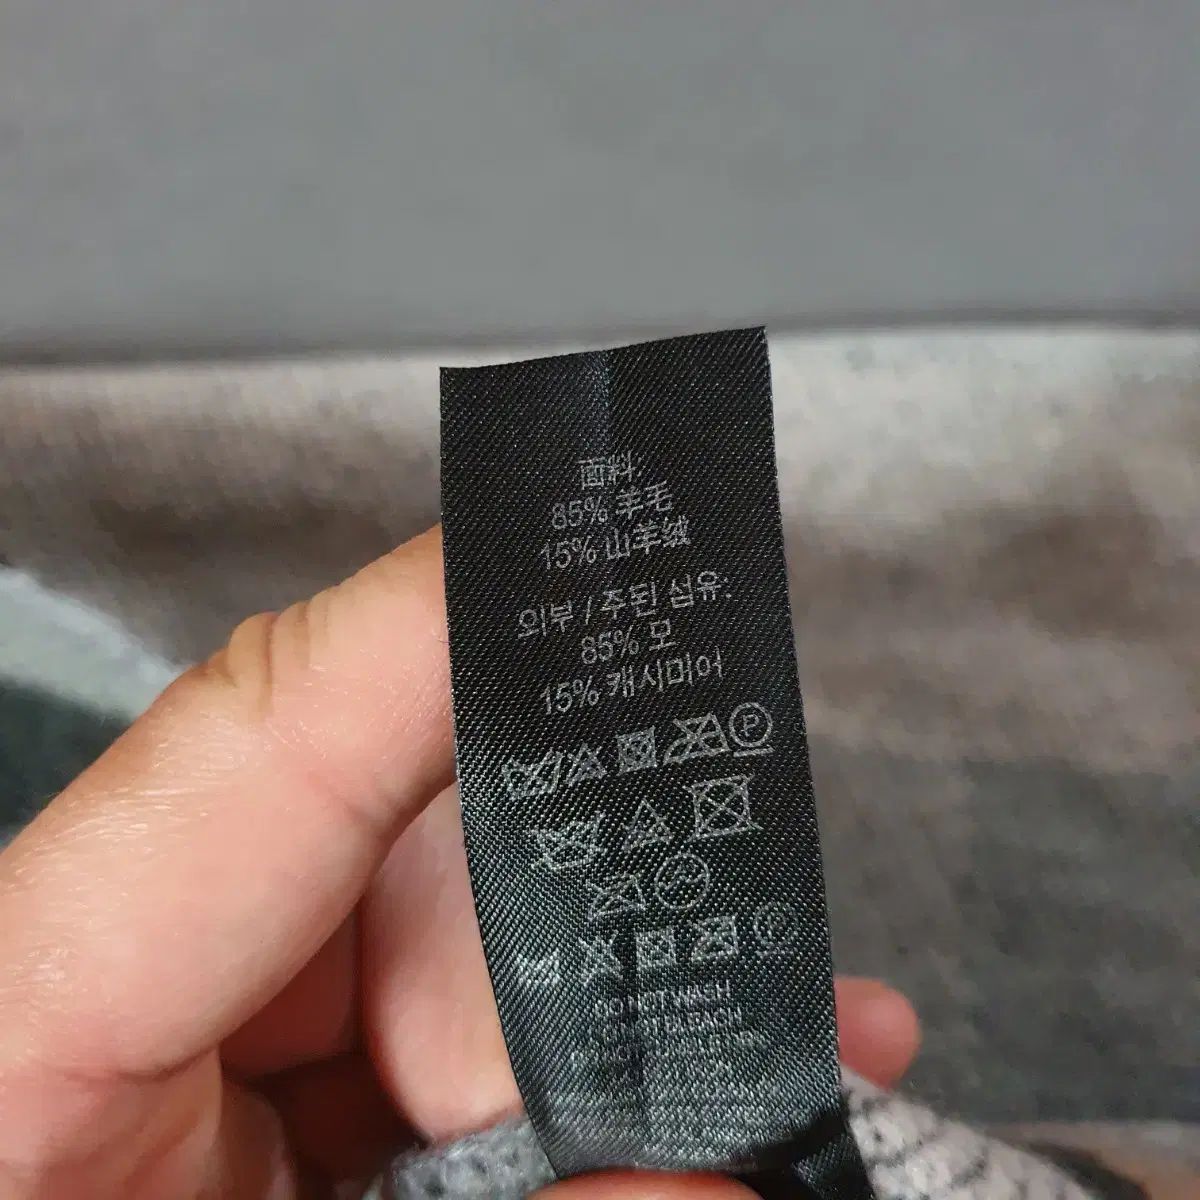 面料
85% 羊毛
15% 山羊绒
외부 / 주된 섬유:
85% 모
15% 캐시미어
P
DO NOT WASH
DO NOT BLEACH